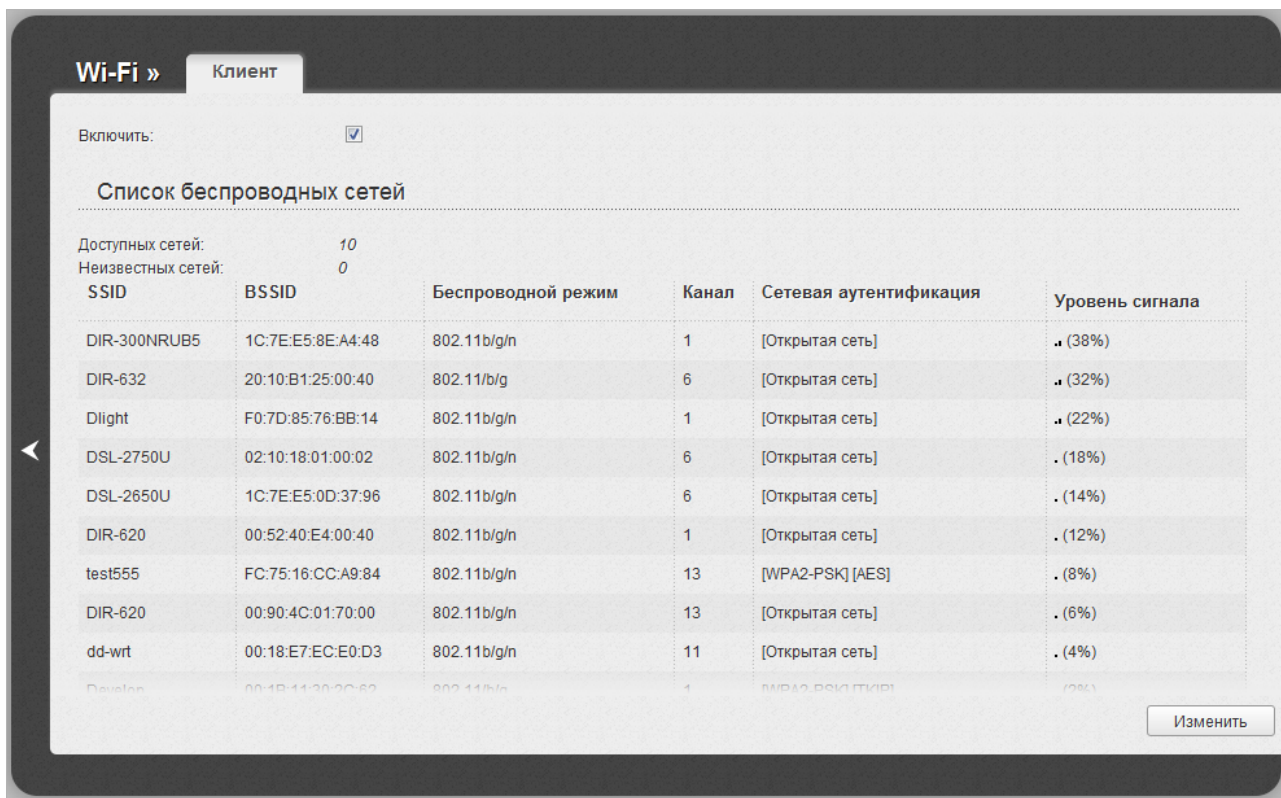 Wi-Fi » Клиент
Включить:
Список беспроводных сетей
Доступных сетей: 10
Неизвестных сетей: 0
SSID BSSID Беспроводной режим Канал Сетевая аутентификация Уровень сигнала
DIR-300NRUB5 1C:7E:E5:8E:A4:48 802.11b/g/n 1 [Открытая сеть] (38%)
DIR-632 20:10:B1:25:00:40 802.11/b/g 6 [Открытая сеть] (32%)
Dlight F0:7D:85:76:BB:14 802.11b/g/n 1 [Открытая сеть] (22%)
DSL-2750U 02:10:18:01:00:02 802.11b/g/n 6 [Открытая сеть] (18%)
DSL-2650U 1C:7E:E5:0D:37:96 802.11b/g/n 6 [Открытая сеть] (14%)
DIR-620 00:52:40:E4:00:40 802.11b/g/n 1 [Открытая сеть] (12%)
test555 FC:75:16:CC:A9:84 802.11b/g/n 13 [WPA2-PSK] [AES] (8%)
DIR-620 00:90:4C:01:70:00 802.11b/g/n 13 [Открытая сеть] (6%)
dd-wrt 00:18:E7:EC:E0:D3 802.11b/g/n 11 [Открытая сеть] (4%)
Develop 1 [WPA2-PSK] [TKIP] (2%)
Изменить